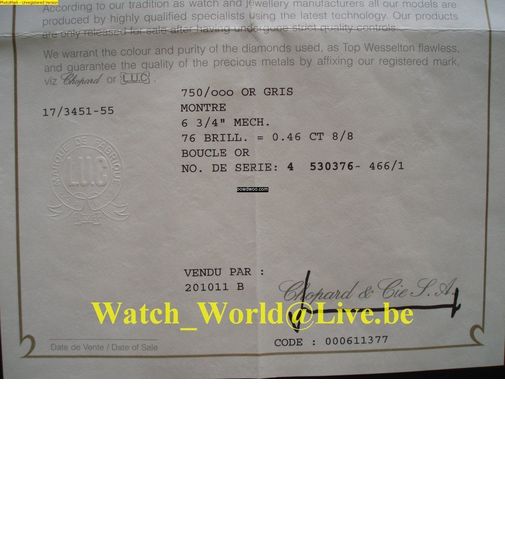 PhotoMark - Unregistered Version
According to our tradition as watch and jewellery manufacturers all our models are
produced by highly qualified specialists using the latest technology. Our products
are only released for sale after having undergone strict quality controls.
We warrant the colour and purity of the diamonds used, as Top Wesselton flawless,
and guarantee the quality of the precious metals by affixing our registered mark,
viz Chopard or L.U.C.
750/ooo OR GRIS
17/3451-55 MONTRE
6 3/4" MECH.
76 BRILL. = 0.46 CT 8/8
BOUCLE OR
NO. DE SERIE: 4 530376- 466/1
L.U.C
powdwoo.com
VENDU PAR :
201011 B
Chopard & Cie S.A.
Watch_World@Live.be
Date de Vente / Date of Sale
CODE : 000611377